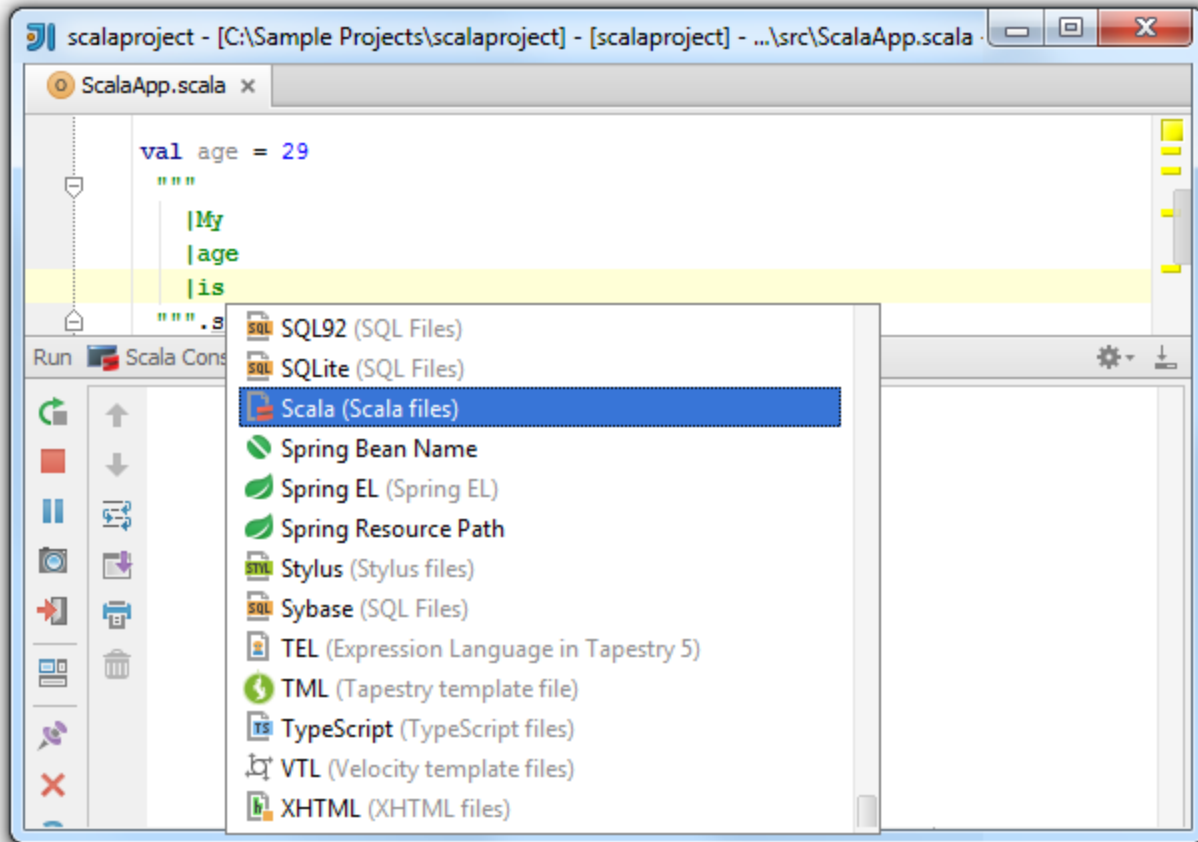 scalaproject - [C:\Sample Projects\scalaproject] - [scalaproject] - ...\src\ScalaApp.scala -
ScalaApp.scala
val age = 29
"""
|My
|age
|is
""".s
Run Scala Cons
SQL92 (SQL Files)
SQLite (SQL Files)
Scala (Scala files)
Spring Bean Name
Spring EL (Spring EL)
Spring Resource Path
Stylus (Stylus files)
Sybase (SQL Files)
TEL (Expression Language in Tapestry 5)
TML (Tapestry template file)
TypeScript (TypeScript files)
VTL (Velocity template files)
XHTML (XHTML files)